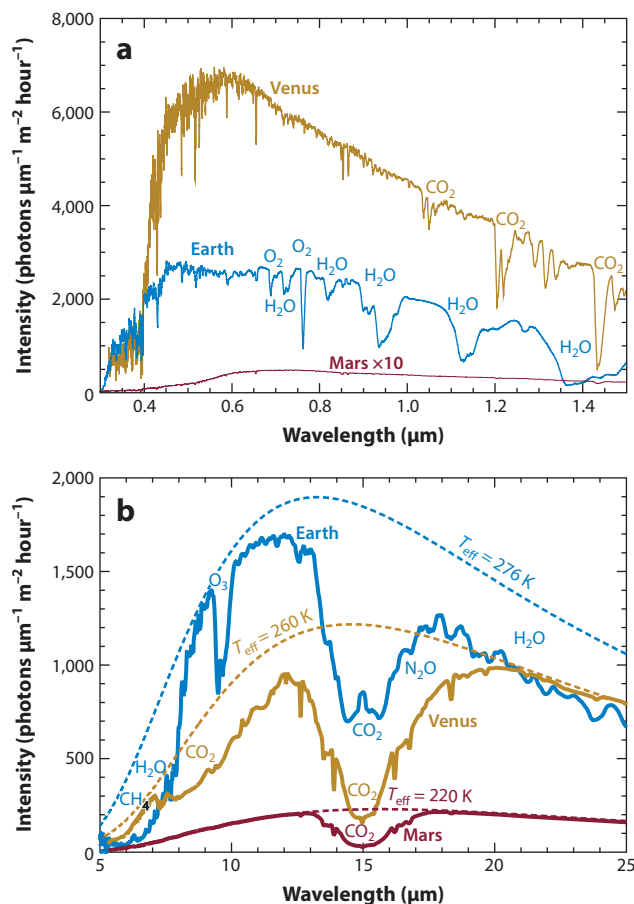 8,000
6,000
4,000
2,000
0
Intensity (photons μm⁻¹ m⁻² hour⁻¹)
a
Venus
CO₂
CO₂
CO₂
Earth
O₂
O₂
H₂O
H₂O
H₂O
H₂O
H₂O
Mars ×10
0.4
0.6
0.8
1.0
1.2
1.4
Wavelength (μm)
2,000
1,500
1,000
500
0
Intensity (photons μm⁻¹ m⁻² hour⁻¹)
b
Earth
T_eff = 276 K
O₃
T_eff = 260 K
H₂O
N₂O
CO₂
CO₂
Venus
H₂O
CH₄
CO₂
T_eff = 220 K
CO₂
Mars
5
10
15
20
25
Wavelength (μm)